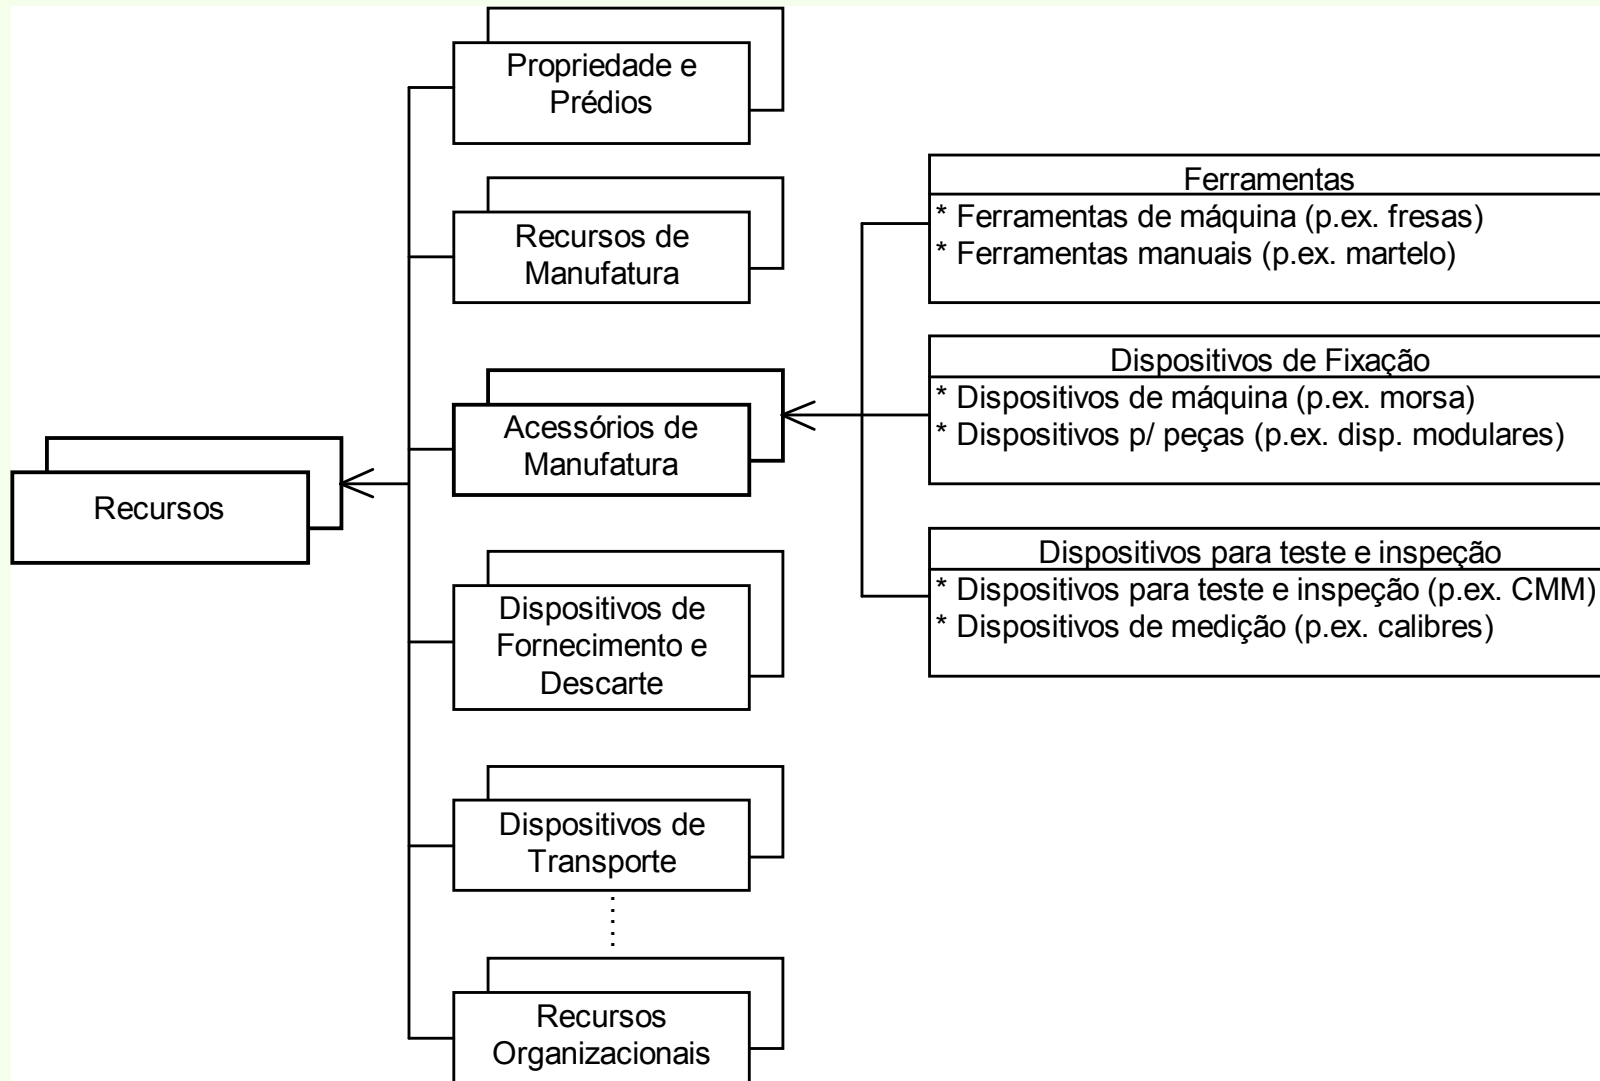 Propriedade e
Prédios
Recursos de
Manufatura
Acessórios de
Manufatura
Recursos
Dispositivos de
Fornecimento e
Descarte
Dispositivos de
Transporte
Recursos
Organizacionais
Ferramentas
* Ferramentas de máquina (p.ex. fresas)
* Ferramentas manuais (p.ex. martelo)
Dispositivos de Fixação
* Dispositivos de máquina (p.ex. morsa)
* Dispositivos p/ peças (p.ex. disp. modulares)
Dispositivos para teste e inspeção
* Dispositivos para teste e inspeção (p.ex. CMM)
* Dispositivos de medição (p.ex. calibres)